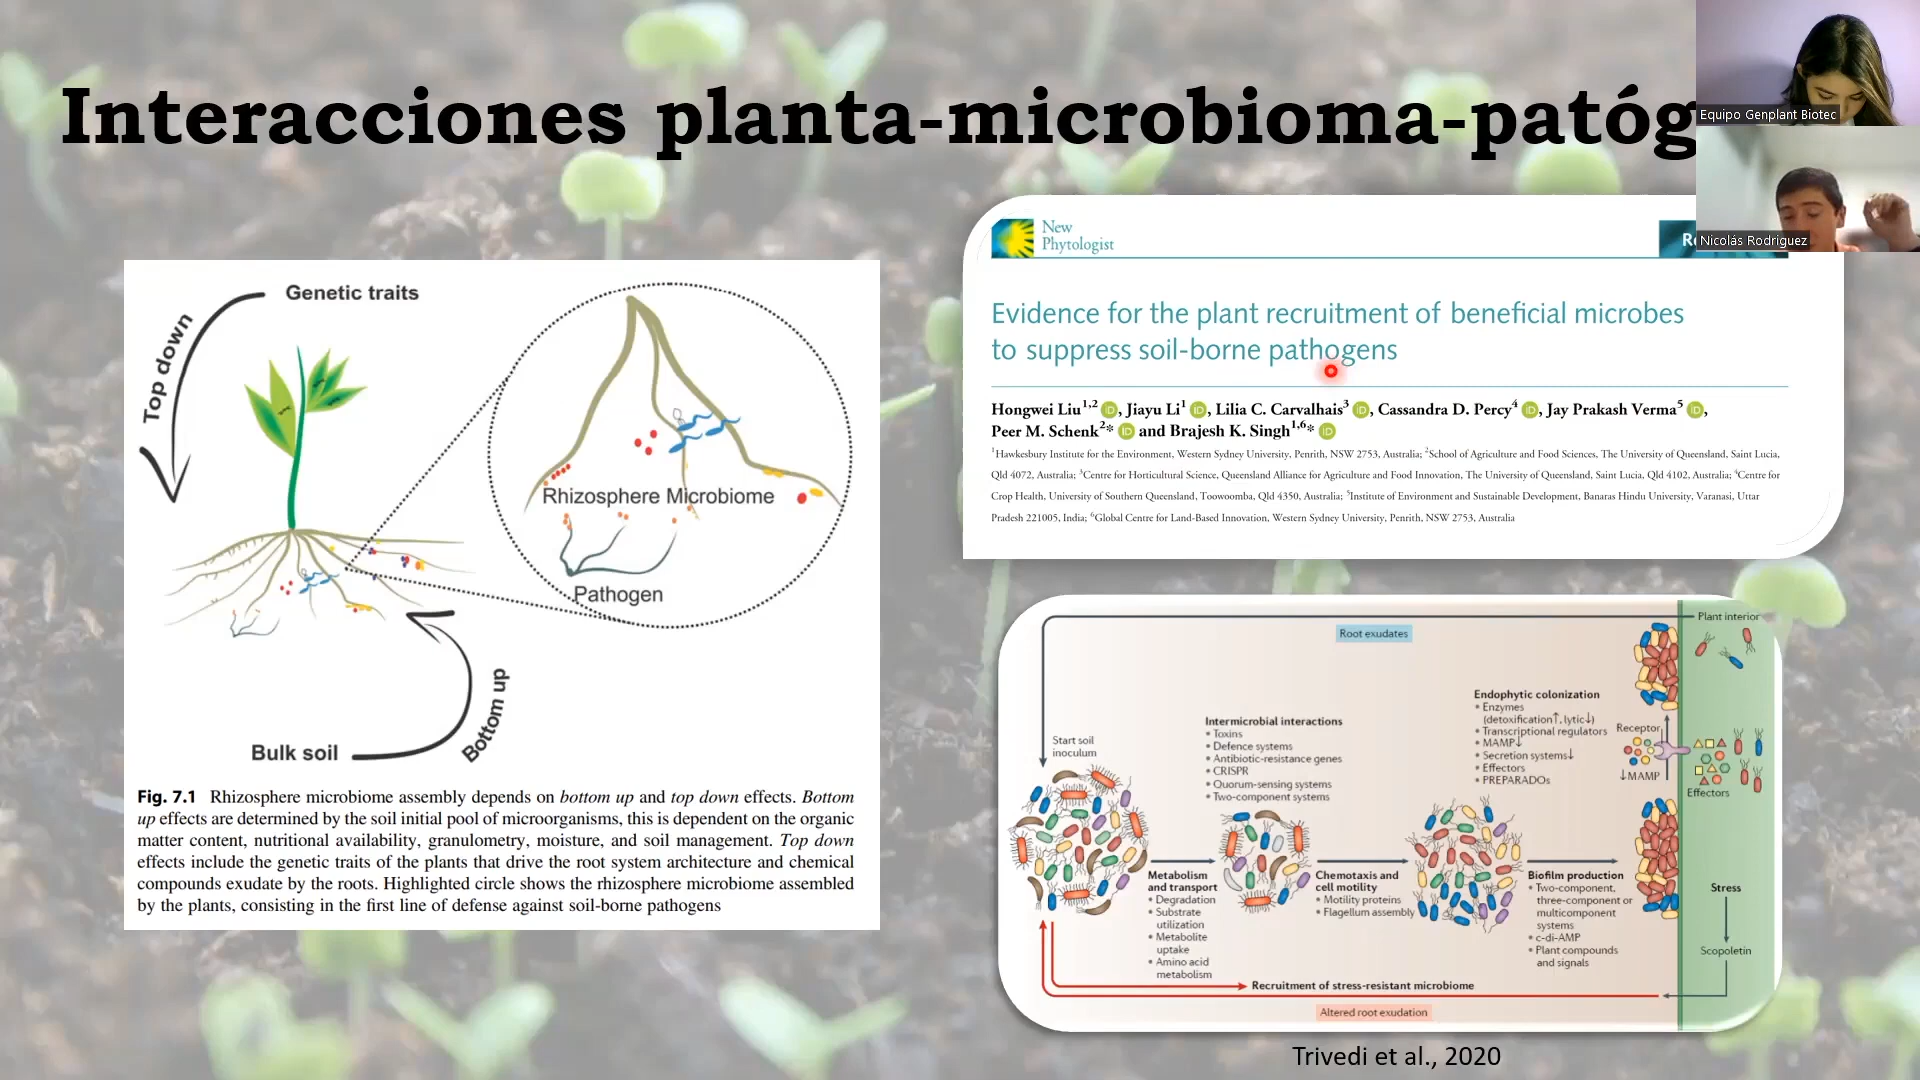 Interacciones planta-microbioma-patóg
Equipo Genplant Biotec
Nicolás Rodriguez
Genetic traits
Top down
Rhizosphere Microbiome
Pathogen
Bottom up
Bulk soil
Fig. 7.1 Rhizosphere microbiome assembly depends on bottom up and top down effects. Bottom
up effects are determined by the soil initial pool of microorganisms, this is dependent on the organic
matter content, nutritional availability, granulometry, moisture, and soil management. Top down
effects include the genetic traits of the plants that drive the root system architecture and chemical
compounds exudate by the roots. Highlighted circle shows the rhizosphere microbiome assembled
by the plants, consisting in the first line of defense against soil-borne pathogens
New
Phytologist
Evidence for the plant recruitment of beneficial microbes
to suppress soil-borne pathogens
Hongwei Liu1,2 iD, Jiayu Li1 iD, Lilia C. Carvalhais3 iD, Cassandra D. Percy4 iD, Jay Prakash Verma5 iD,
Peer M. Schenk2* iD and Brajesh K. Singh1,6* iD
1Hawkesbury Institute for the Environment, Western Sydney University, Penrith, NSW 2753, Australia; 2School of Agriculture and Food Sciences, The University of Queensland, Saint Lucia,
Qld 4072, Australia; 3Centre for Horticultural Science, Queensland Alliance for Agriculture and Food Innovation, The University of Queensland, Saint Lucia, Qld 4102, Australia; 4Centre for
Crop Health, University of Southern Queensland, Toowoomba, Qld 4350, Australia; 5Institute of Environment and Sustainable Development, Banaras Hindu University, Varanasi, Uttar
Pradesh 221005, India; 6Global Centre for Land-Based Innovation, Western Sydney University, Penrith, NSW 2753, Australia
Root exudates
Plant interior
Start soil
inoculum
Intermicrobial interactions
• Toxins
• Defence systems
• Antibiotic-resistance genes
• CRISPR
• Quorum-sensing systems
• Two-component systems
Endophytic colonization
• Enzymes
(detoxification↑, lytic↓)
• Transcriptional regulators
• MAMP↓
• Secretion systems↓
• Effectors
• PREPARADOs
Receptor
↓MAMP
Effectors
Metabolism
and transport
• Degradation
• Substrate
utilization
• Metabolite
uptake
• Amino acid
metabolism
Chemotaxis and
cell motility
• Motility proteins
• Flagellum assembly
Biofilm production
• Two-component,
three-component or
multicomponent
systems
• c-di-AMP
• Plant compounds
and signals
Stress
Scopoletin
Recruitment of stress-resistant microbiome
Altered root exudation
Trivedi et al., 2020